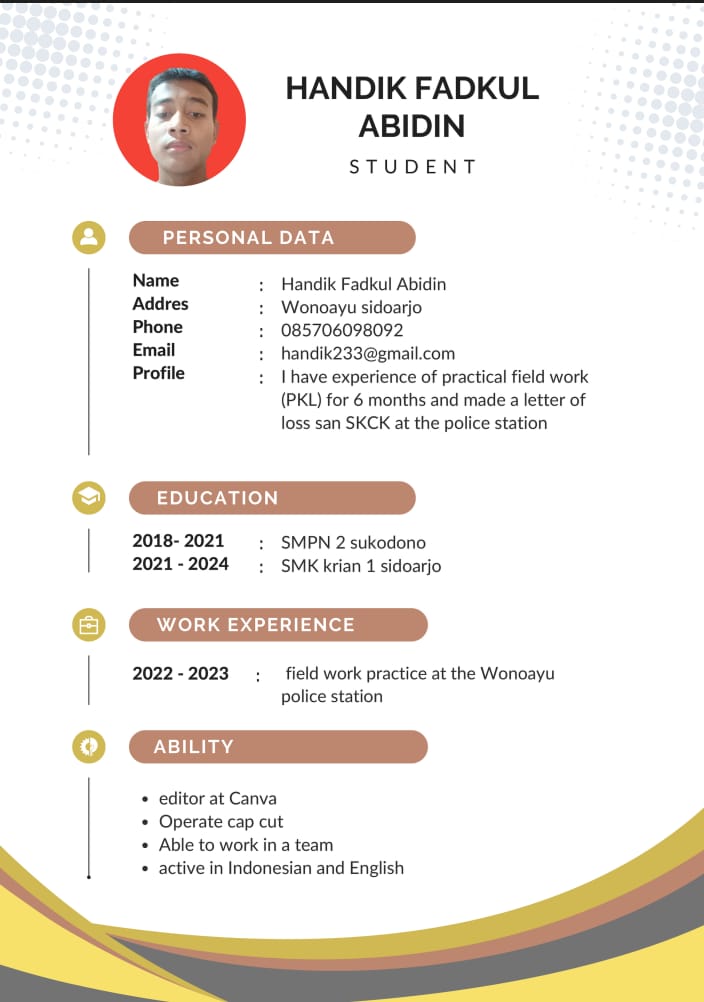 HANDIK FADKUL
ABIDIN
STUDENT
PERSONAL DATA
Name : Handik Fadkul Abidin
Addres : Wonoayu sidoarjo
Phone : 085706098092
Email : handik233@gmail.com
Profile : I have experience of practical field work
(PKL) for 6 months and made a letter of
loss san SKCK at the police station
EDUCATION
2018- 2021 : SMPN 2 sukodono
2021 - 2024 : SMK krian 1 sidoarjo
WORK EXPERIENCE
2022 - 2023 : field work practice at the Wonoayu
police station
ABILITY
• editor at Canva
• Operate cap cut
• Able to work in a team
• active in Indonesian and English